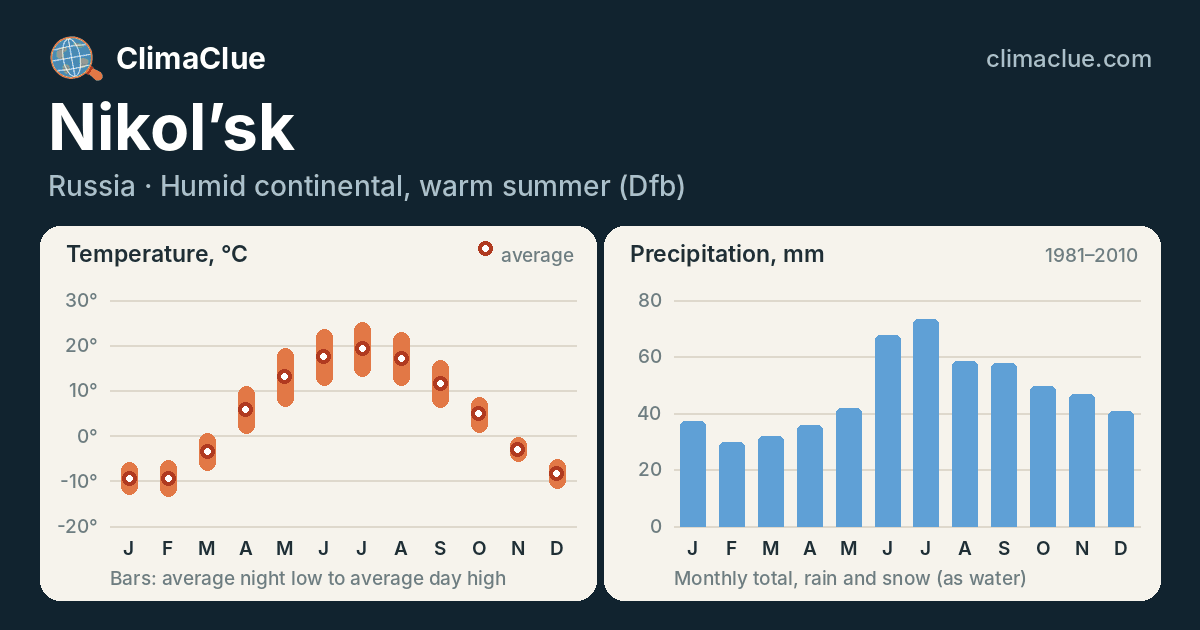 ClimaClue
climaclue.com
Nikol’sk
Russia · Humid continental, warm summer (Dfb)
Temperature, °C
average
30°
20°
10°
0°
-10°
-20°
J F M A M J J A S O N D
Bars: average night low to average day high
Precipitation, mm
1981–2010
80
60
40
20
0
J F M A M J J A S O N D
Monthly total, rain and snow (as water)